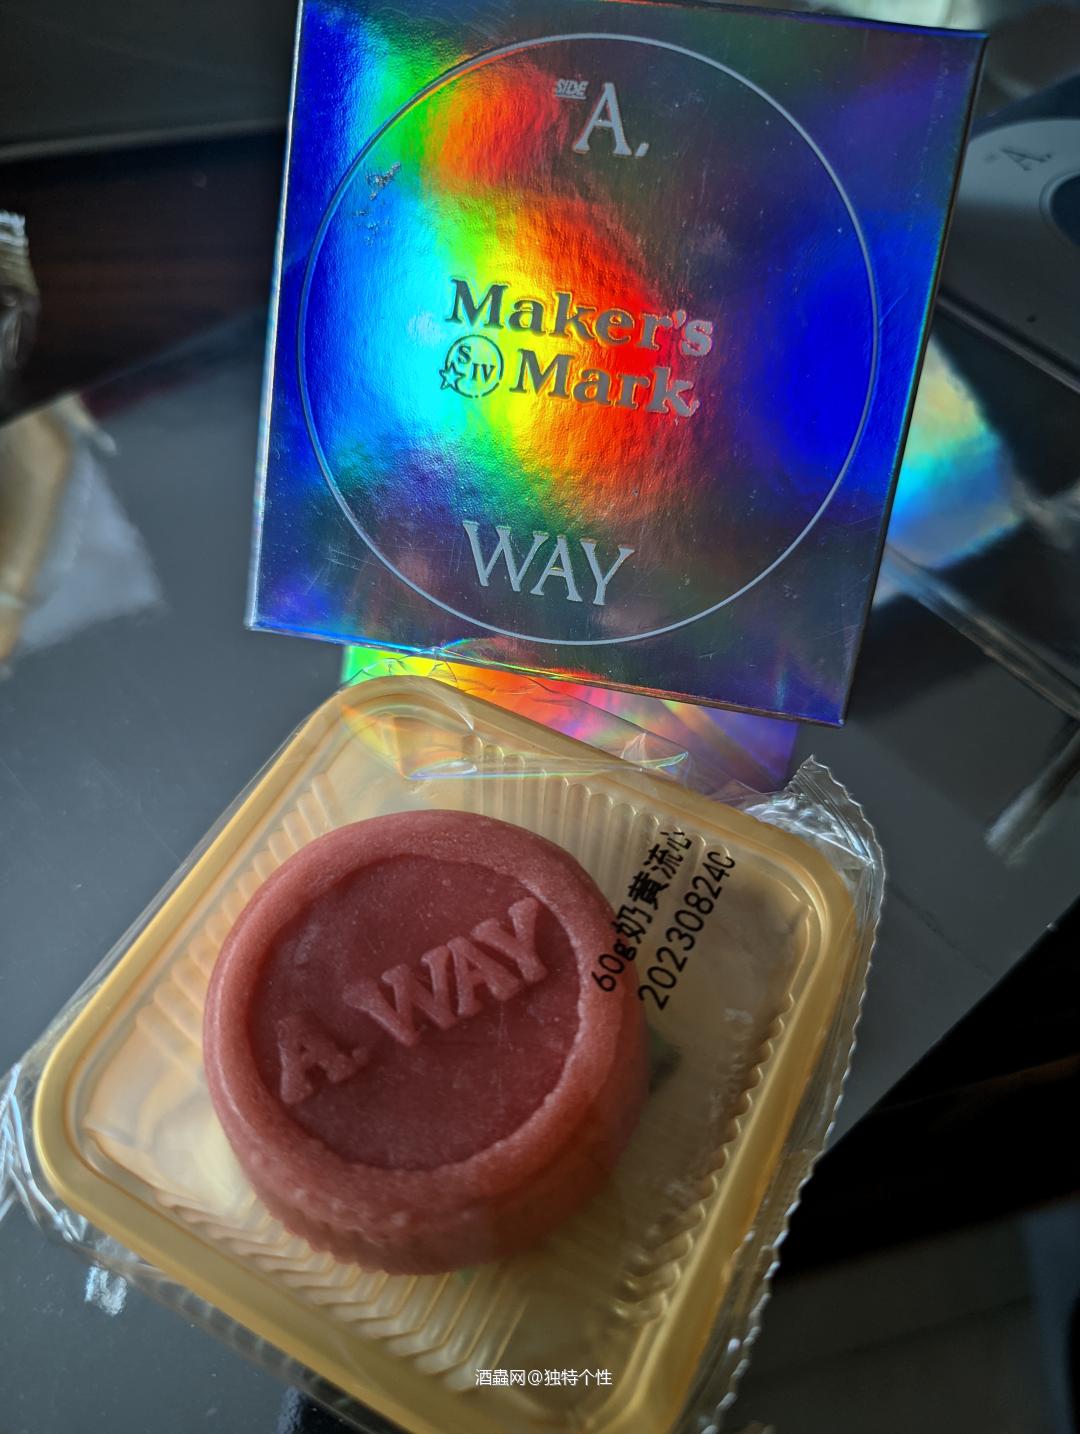 SIDE
A.
Maker's
S IV Mark
WAY
A.
A. WAY
60g奶黄流心
20230824C
酒蟲网@独特个性